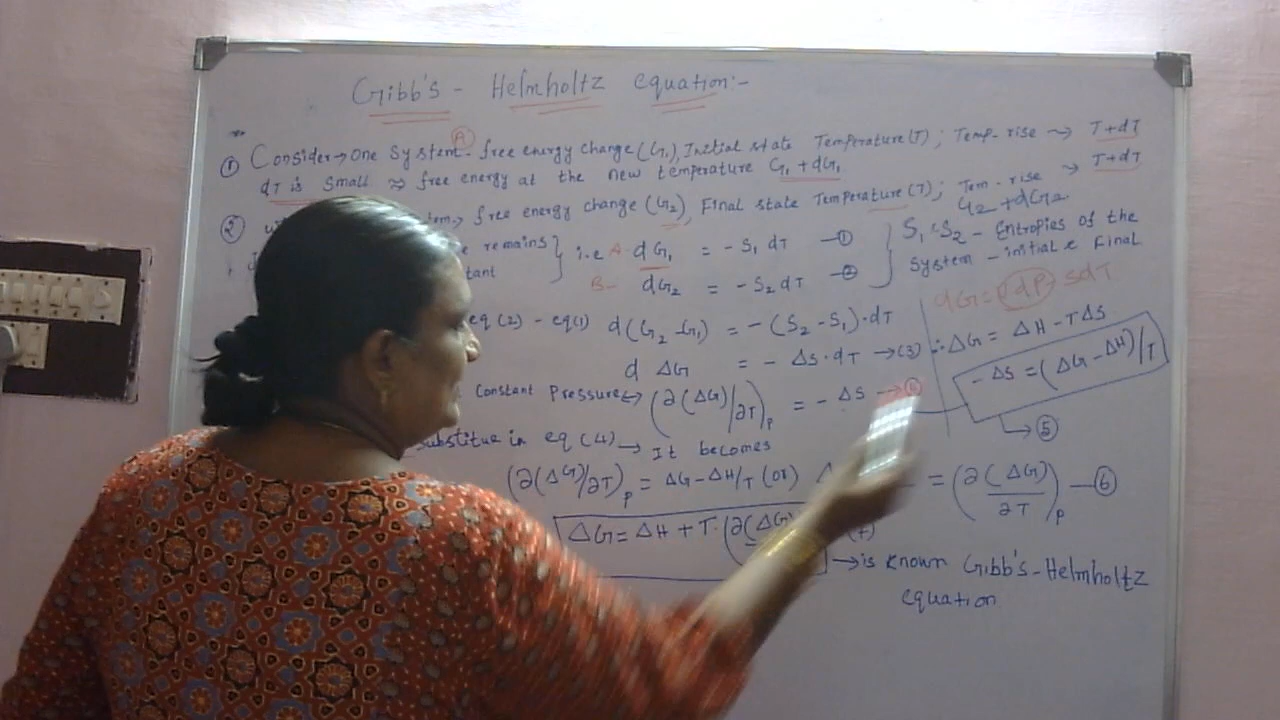 Gibb's - Helmholtz equation:-
A
① Consider → One System - free energy change (G₁), Initial state Temperature (T); Temp. rise → T+dT
dT is Small ≈ free energy at the new temperature G₁ + dG₁
② free energy change (G₂), Final state Temperature (T); Tem. rise → T+dT
G₂ + dG₂
remains } i.e A- dG₁ = - S₁ dT —①
B- dG₂ = - S₂ dT —②
S₁ & S₂ - Entropies of the
System - initial & Final
dG = VdP - SdT
eq (2) - eq(1) d(G₂ - G₁) = - (S₂ - S₁)·dT
d ΔG = - ΔS·dT → (3)
∴ ΔG = ΔH - TΔS
- ΔS = (ΔG - ΔH)/T
→ ⑤
Constant Pressure ↔ (∂(ΔG)/∂T)p = - ΔS → ④
Substitue in eq (4) → It becomes
(∂(ΔG)/∂T)p = ΔG - ΔH/T (or) = (∂(ΔG)/∂T)p —⑥
ΔG = ΔH + T·(∂(ΔG)
→ is known Gibb's - Helmholtz
equation